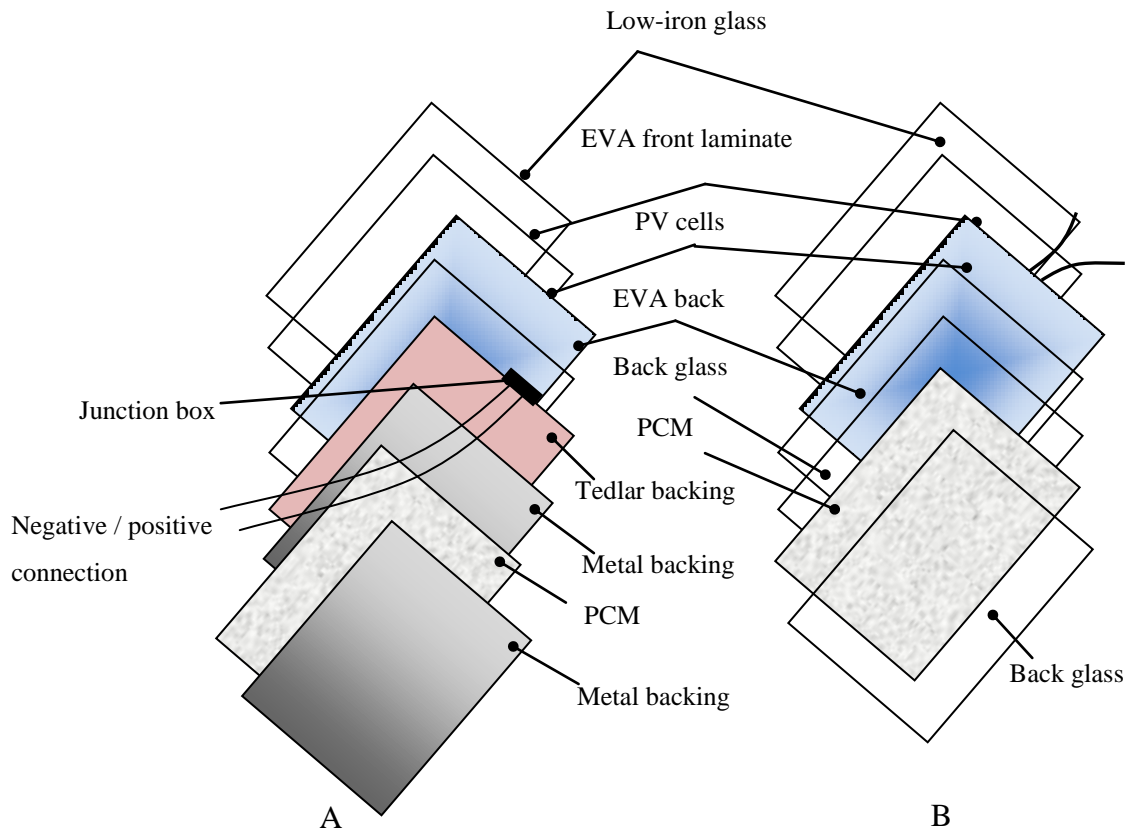 Low-iron glass
EVA front laminate
PV cells
EVA back
Back glass
Junction box
PCM
Tedlar backing
Negative / positive
connection
Metal backing
PCM
Back glass
Metal backing
A
B